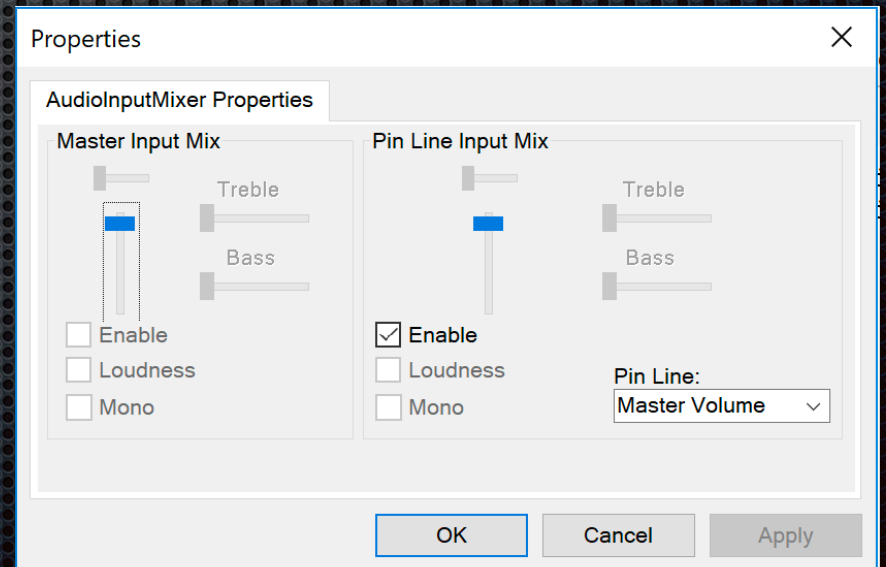 Properties
AudioInputMixer Properties
Master Input Mix
Treble
Bass
Enable
Loudness
Mono
Pin Line Input Mix
Treble
Bass
Enable
Loudness
Mono
Pin Line:
Master Volume
OK
Cancel
Apply